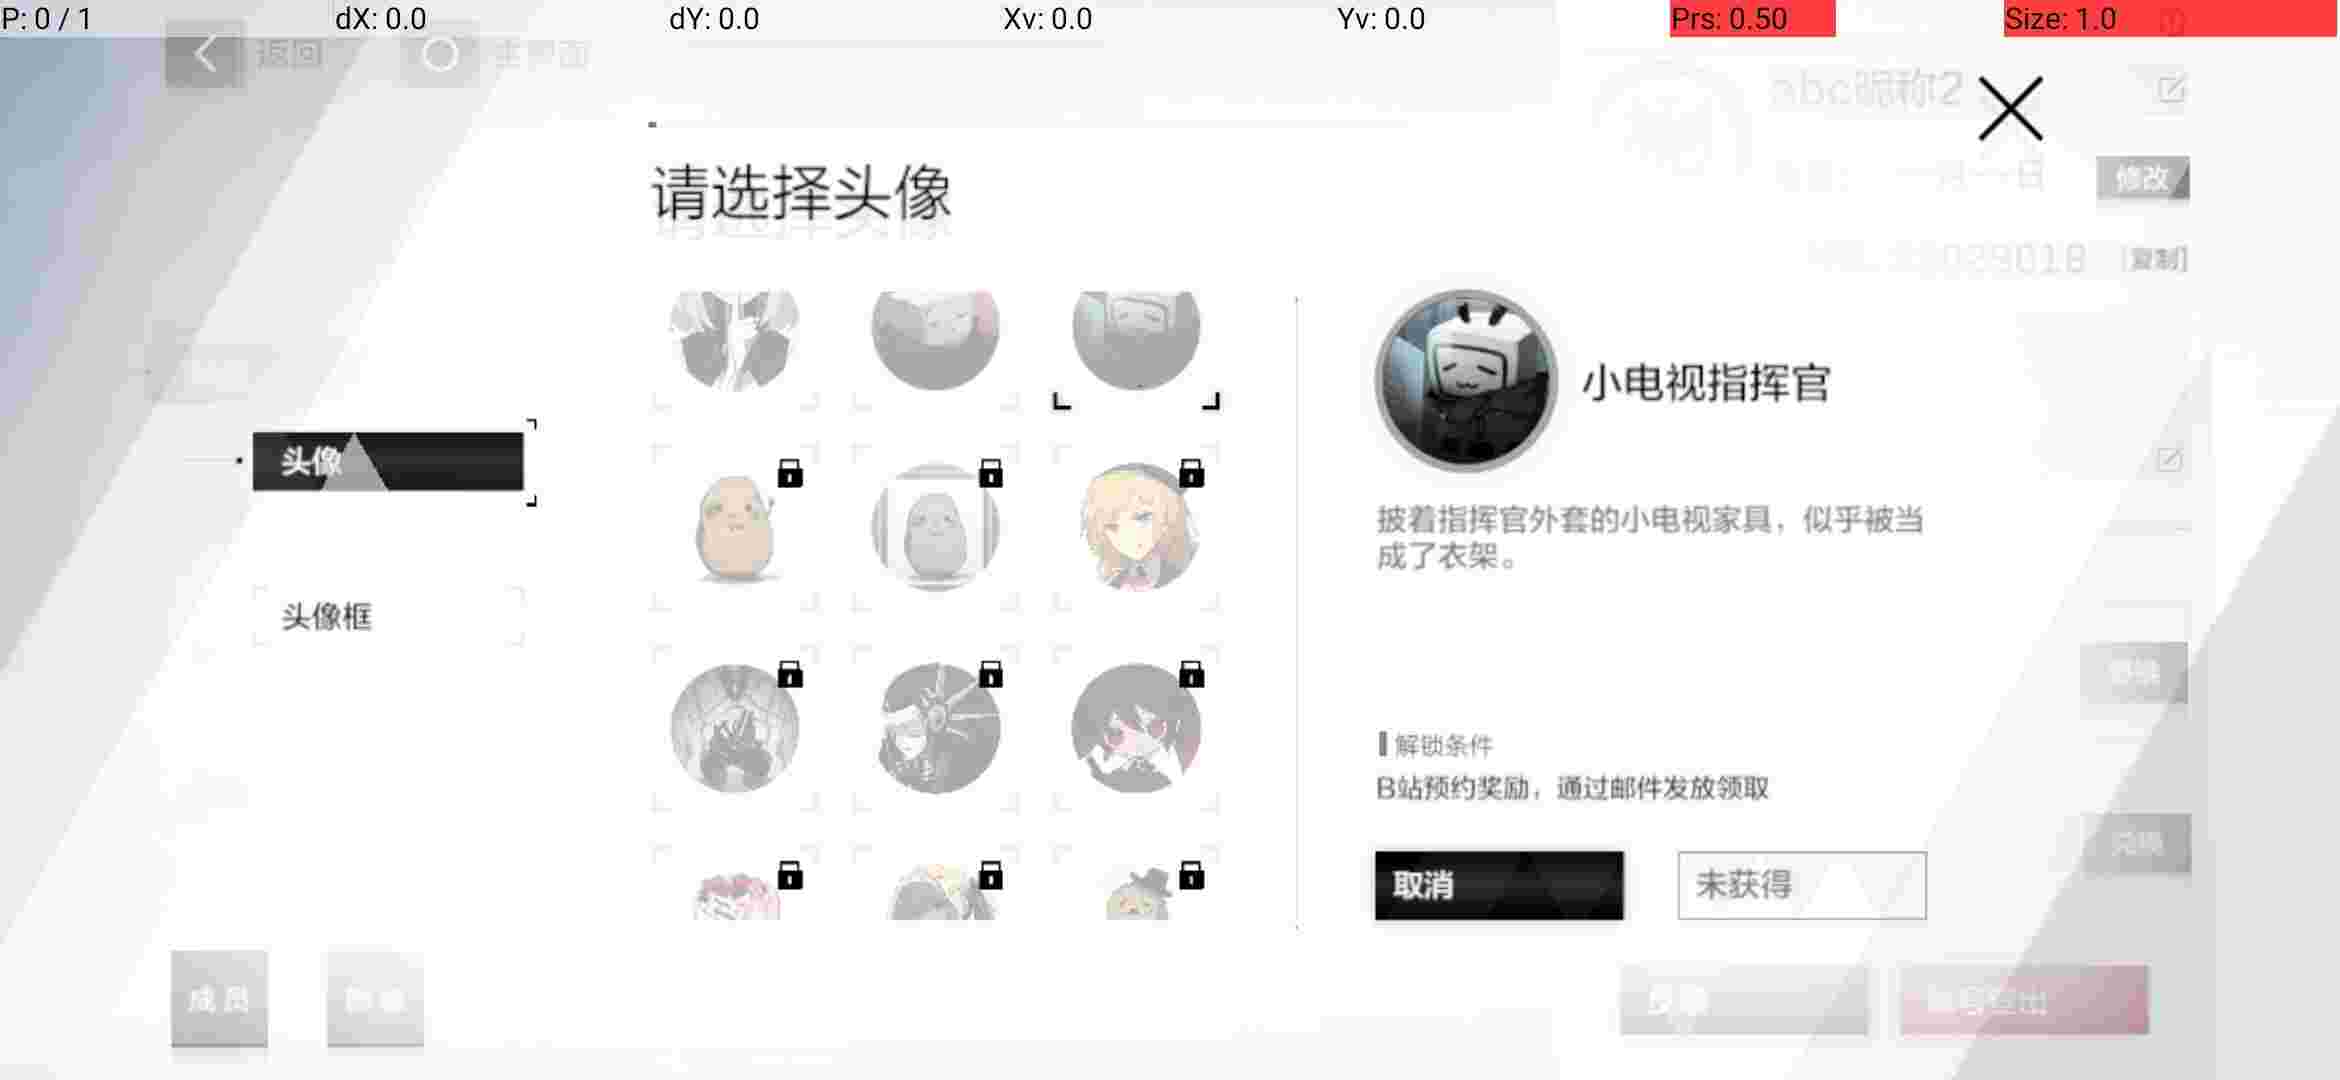 P: 0 / 1
dX: 0.0
dY: 0.0
Xv: 0.0
Yv: 0.0
Prs: 0.50
Size: 1.0
返回
主界面
abc昵称2
修改
029018
[复制]
请选择头像
头像
头像框
小电视指挥官
披着指挥官外套的小电视家具，似乎被当
成了衣架。
解锁条件
B站预约奖励，通过邮件发放领取
取消
未获得
兑换
成员